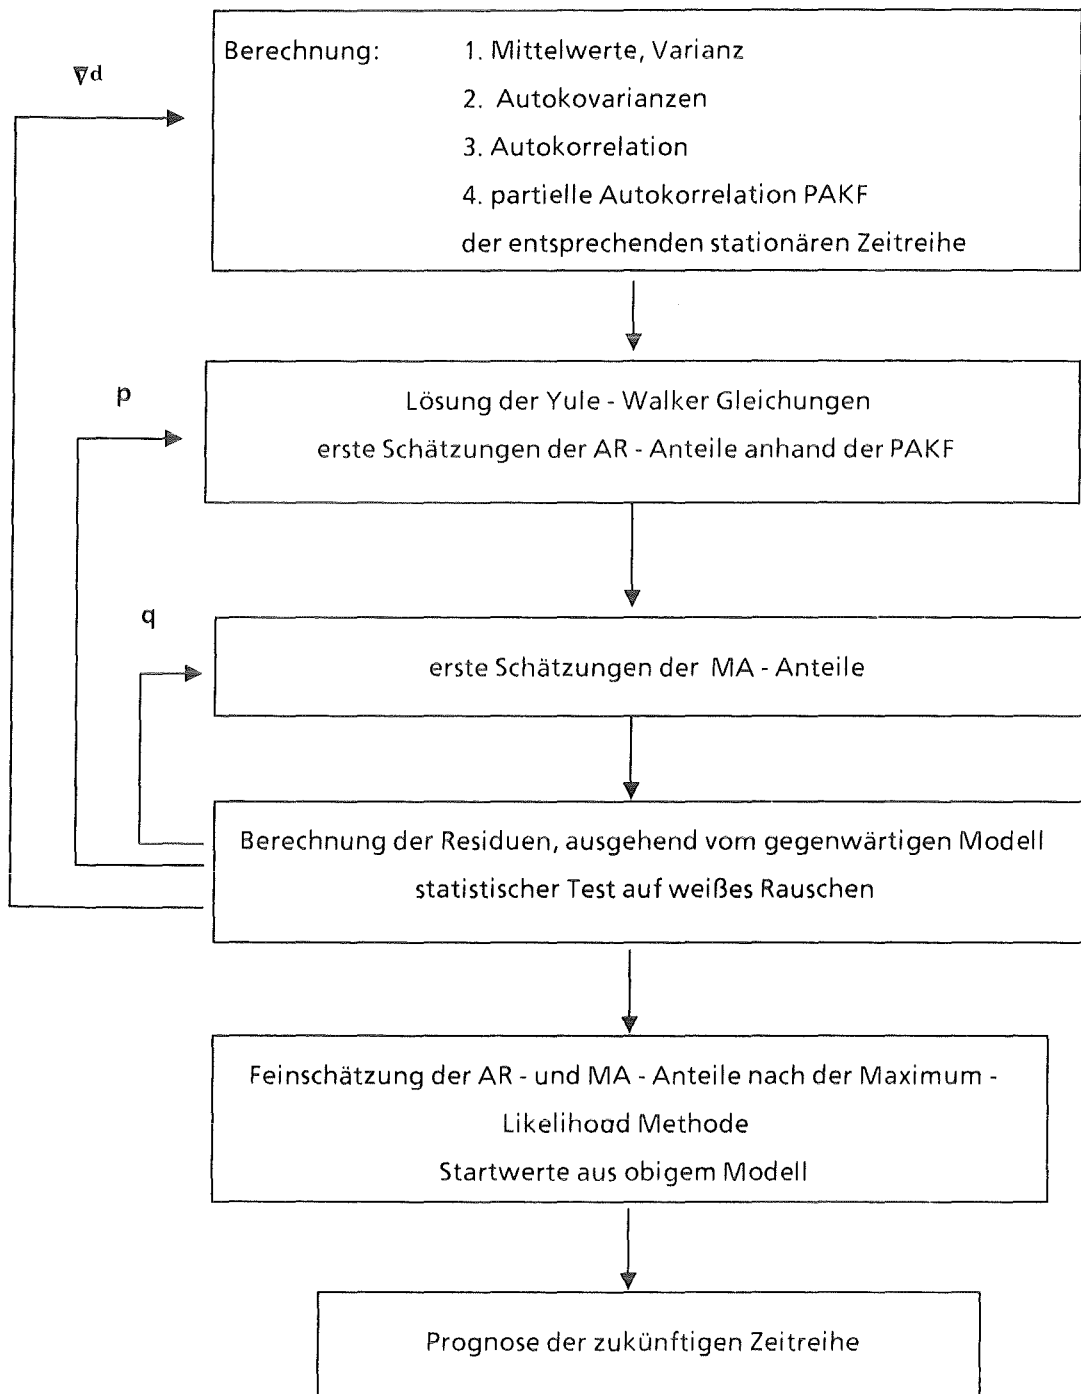 ∇d
Berechnung: 1. Mittelwerte, Varianz
2. Autokovarianzen
3. Autokorrelation
4. partielle Autokorrelation PAKF
der entsprechenden stationären Zeitreihe
p
Lösung der Yule - Walker Gleichungen
erste Schätzungen der AR - Anteile anhand der PAKF
q
erste Schätzungen der MA - Anteile
Berechnung der Residuen, ausgehend vom gegenwärtigen Modell
statistischer Test auf weißes Rauschen
Feinschätzung der AR - und MA - Anteile nach der Maximum -
Likelihood Methode
Startwerte aus obigem Modell
Prognose der zukünftigen Zeitreihe